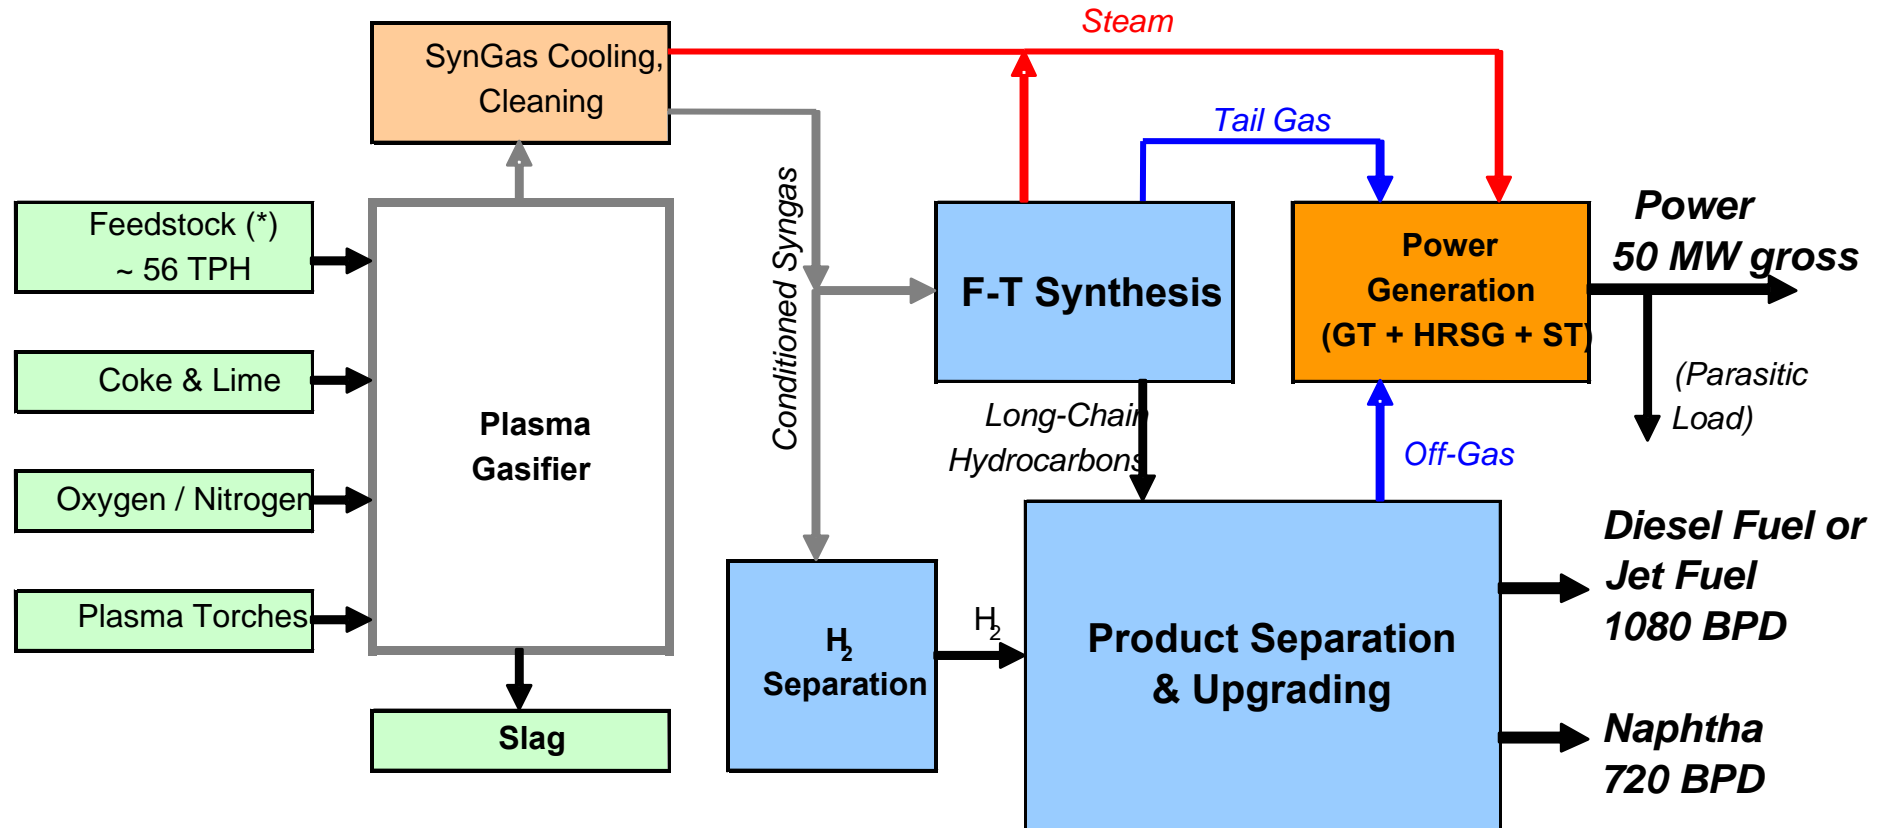 Steam
SynGas Cooling,
Cleaning
Tail Gas
Conditioned Syngas
Feedstock (*)
~ 56 TPH
Coke & Lime
Oxygen / Nitrogen
Plasma Torches
Plasma
Gasifier
Slag
F-T Synthesis
Power
Generation
(GT + HRSG + ST)
Power
50 MW gross
(Parasitic
Load)
Long-Chain
Hydrocarbons
Off-Gas
H2
Separation
H2
Product Separation
& Upgrading
Diesel Fuel or
Jet Fuel
1080 BPD
Naphtha
720 BPD